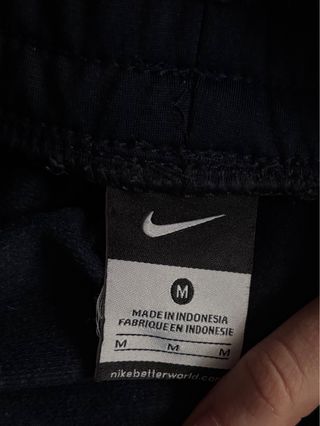 M
MADE IN INDONESIA
FABRIQUE EN INDONESIE
M M M
nikebetterworld.com